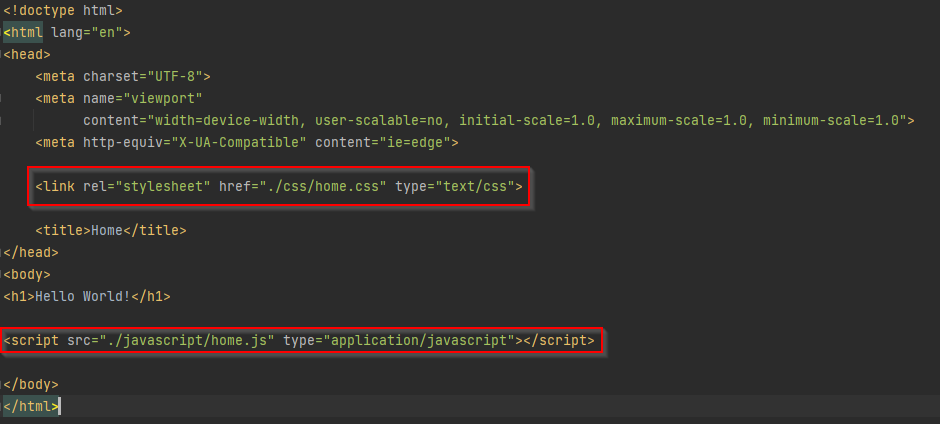 <!doctype html>
<html lang="en">
<head>
    <meta charset="UTF-8">
    <meta name="viewport"
          content="width=device-width, user-scalable=no, initial-scale=1.0, maximum-scale=1.0, minimum-scale=1.0">
    <meta http-equiv="X-UA-Compatible" content="ie=edge">
    <link rel="stylesheet" href="./css/home.css" type="text/css">
    <title>Home</title>
</head>
<body>
<h1>Hello World!</h1>
<script src="./javascript/home.js" type="application/javascript"></script>
</body>
</html>